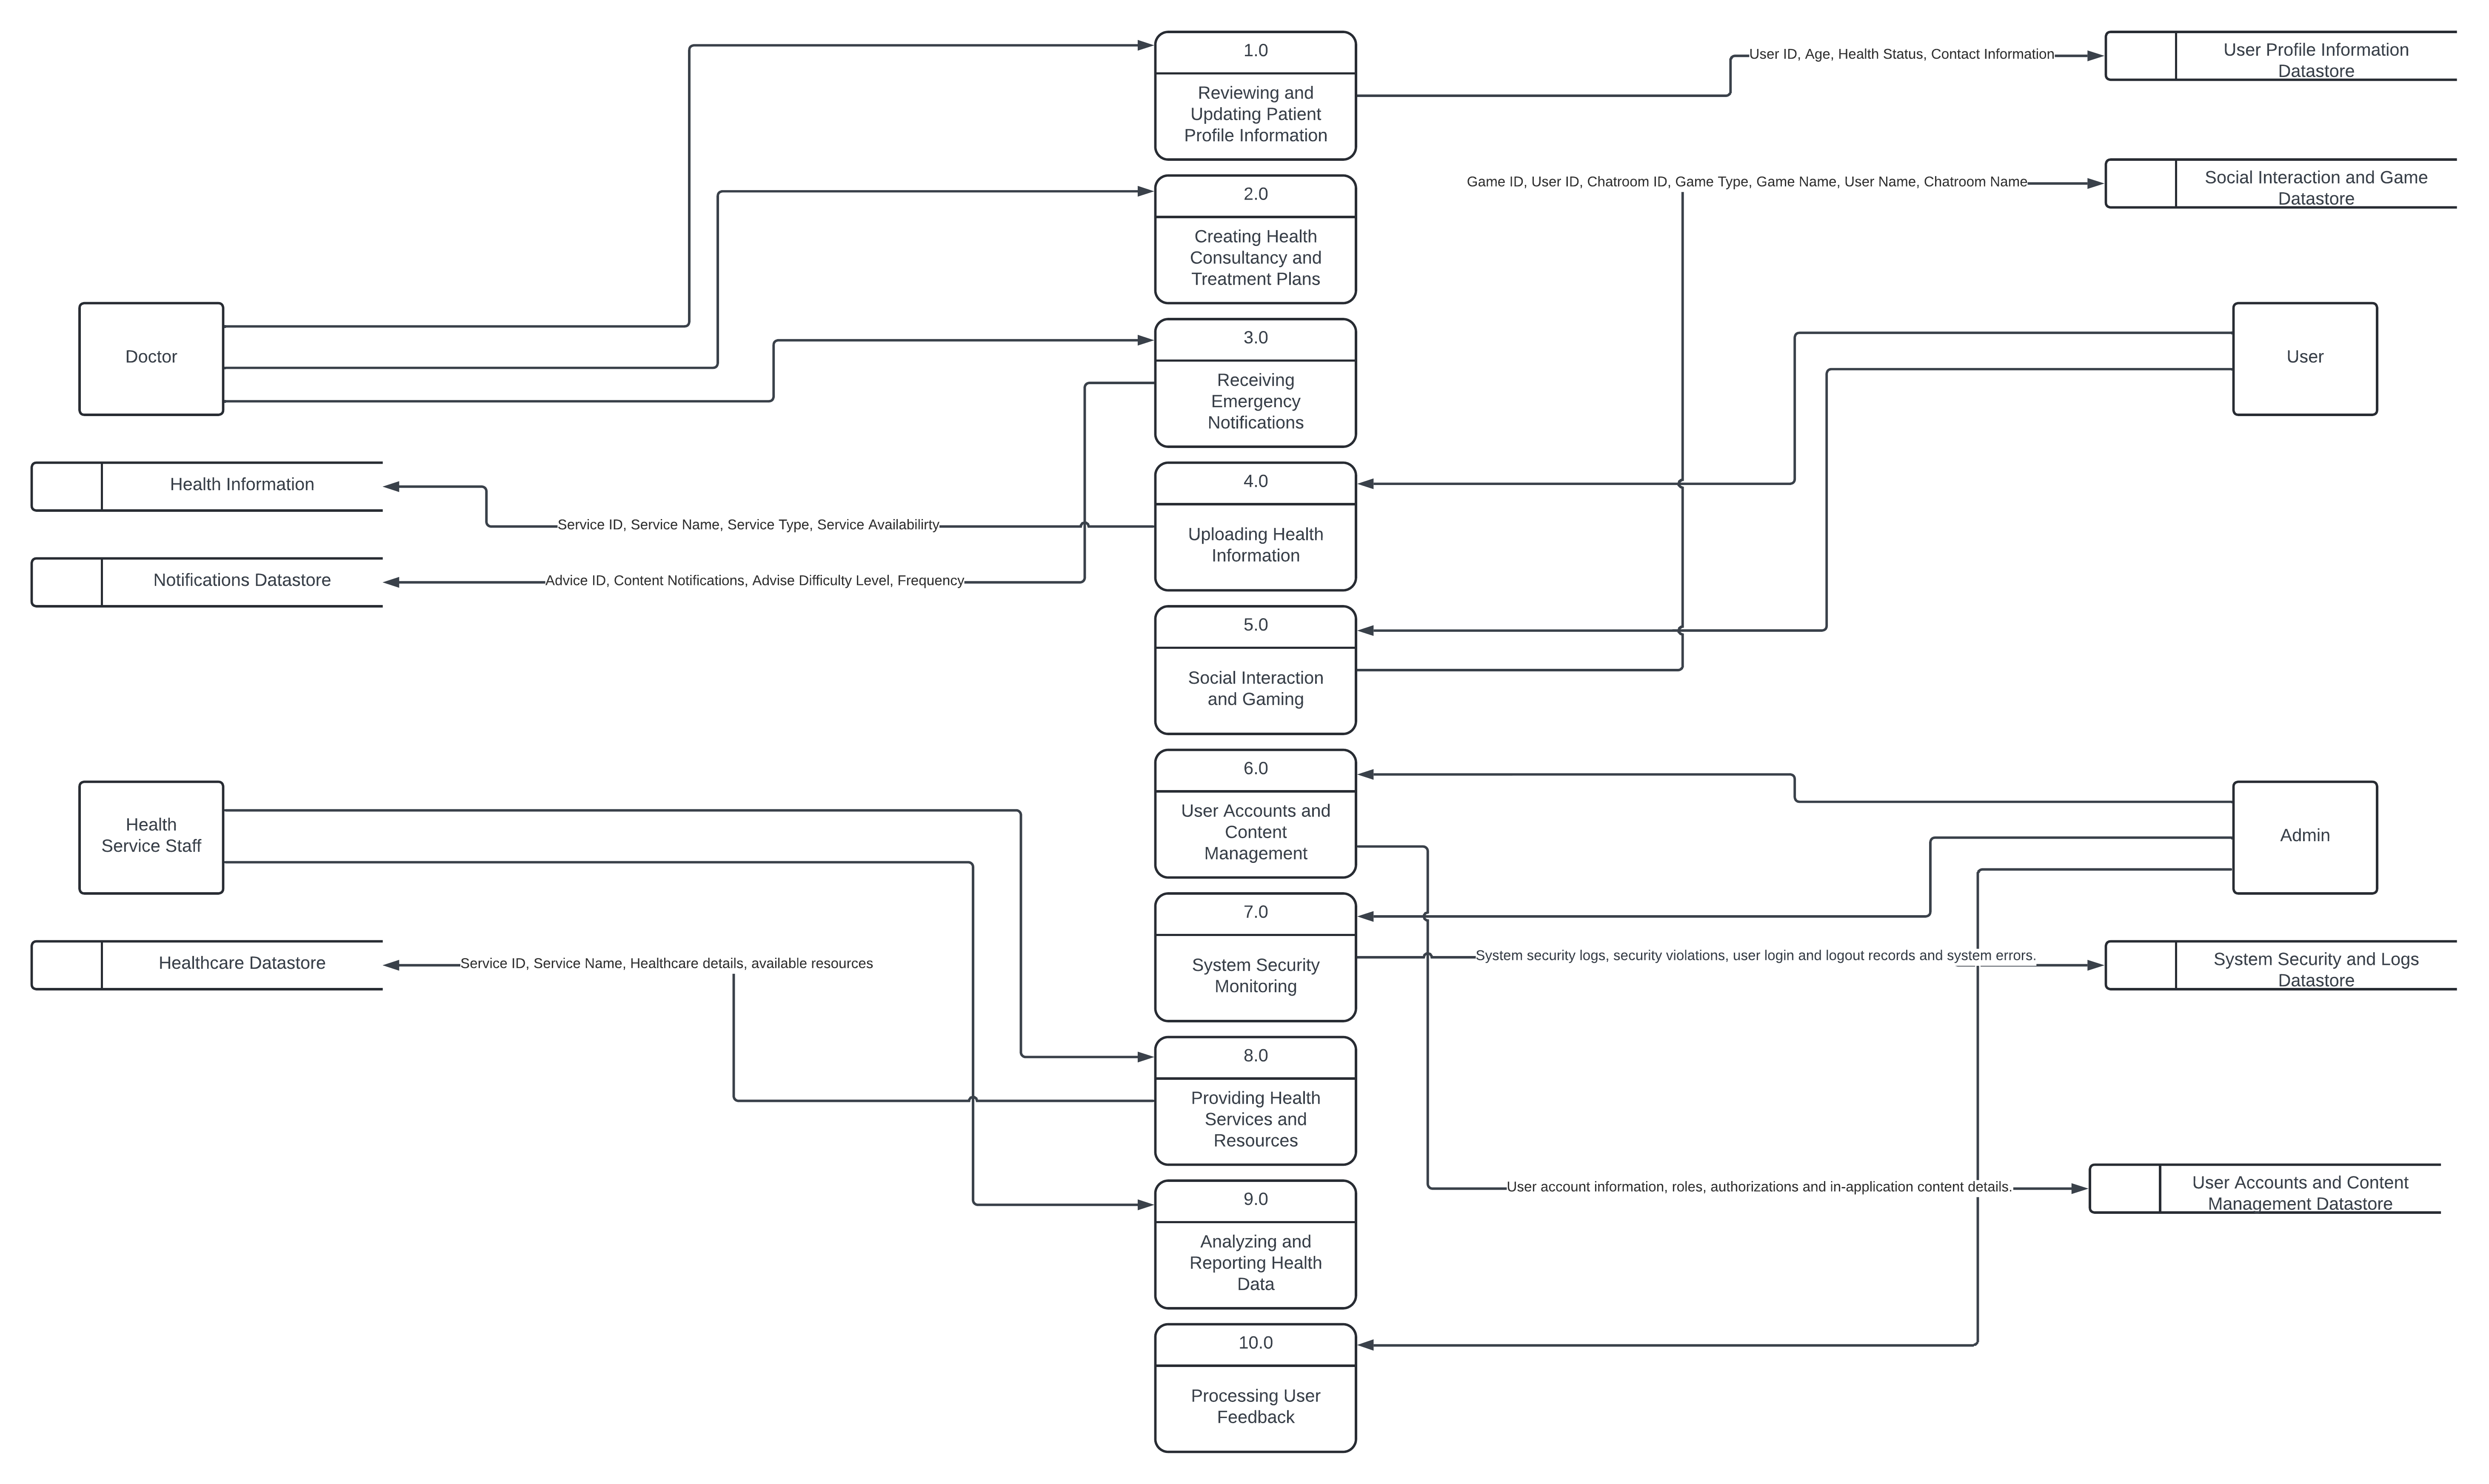 1.0
Reviewing and
Updating Patient
Profile Information
User ID, Age, Health Status, Contact Information
User Profile Information
Datastore
2.0
Creating Health
Consultancy and
Treatment Plans
Game ID, User ID, Chatroom ID, Game Type, Game Name, User Name, Chatroom Name
Social Interaction and Game
Datastore
Doctor
3.0
Receiving
Emergency
Notifications
User
Health Information
Service ID, Service Name, Service Type, Service Availabilirty
4.0
Uploading Health
Information
Notifications Datastore
Advice ID, Content Notifications, Advise Difficulty Level, Frequency
5.0
Social Interaction
and Gaming
Health
Service Staff
6.0
User Accounts and
Content
Management
Admin
Healthcare Datastore
Service ID, Service Name, Healthcare details, available resources
7.0
System Security
Monitoring
System security logs, security violations, user login and logout records and system errors.
System Security and Logs
Datastore
8.0
Providing Health
Services and
Resources
User account information, roles, authorizations and in-application content details.
User Accounts and Content
Management Datastore
9.0
Analyzing and
Reporting Health
Data
10.0
Processing User
Feedback